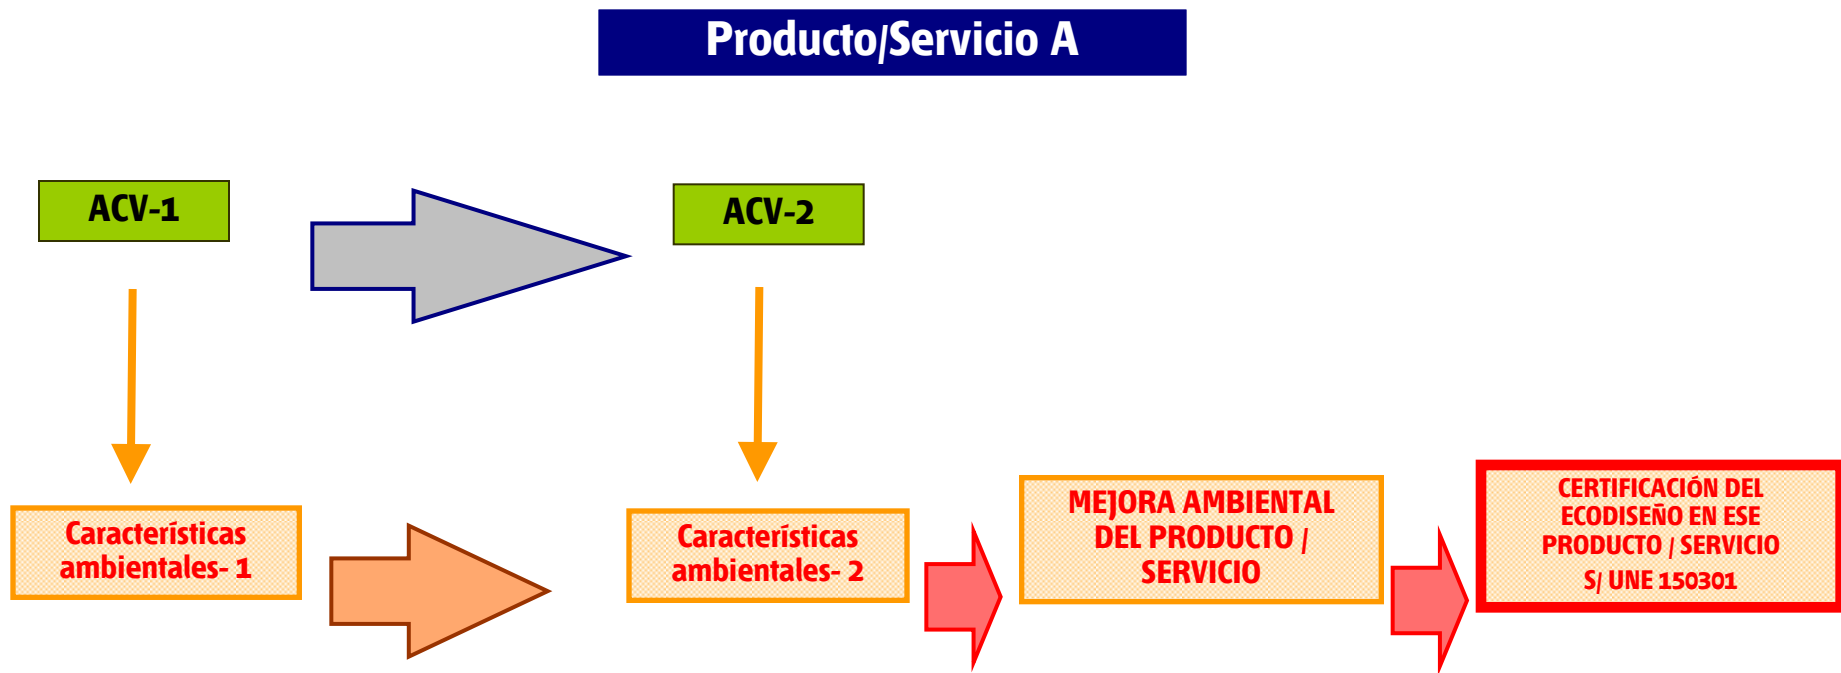 Producto/Servicio A
ACV-1
ACV-2
Características
ambientales- 1
Características
ambientales- 2
MEJORA AMBIENTAL
DEL PRODUCTO /
SERVICIO
CERTIFICACIÓN DEL
ECODISEÑO EN ESE
PRODUCTO / SERVICIO
S/ UNE 150301